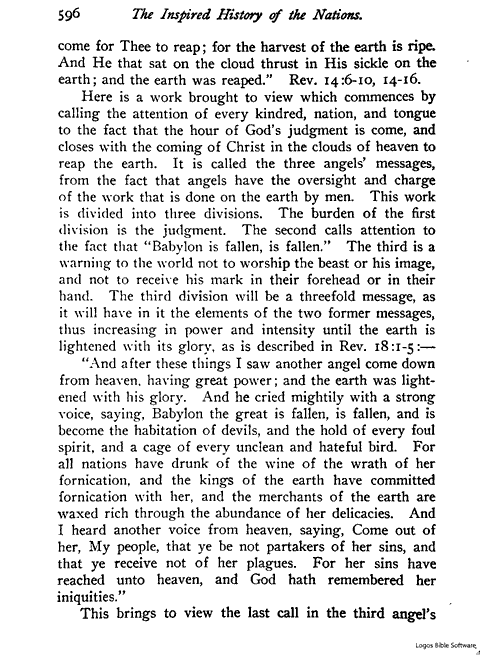 596 The Inspired History of the Nations.
come for Thee to reap; for the harvest of the earth is ripe.
And He that sat on the cloud thrust in His sickle on the
earth; and the earth was reaped." Rev. 14:6-10, 14-16.
Here is a work brought to view which commences by
calling the attention of every kindred, nation, and tongue
to the fact that the hour of God's judgment is come, and
closes with the coming of Christ in the clouds of heaven to
reap the earth. It is called the three angels' messages,
from the fact that angels have the oversight and charge
of the work that is done on the earth by men. This work
is divided into three divisions. The burden of the first
division is the judgment. The second calls attention to
the fact that "Babylon is fallen, is fallen." The third is a
warning to the world not to worship the beast or his image,
and not to receive his mark in their forehead or in their
hand. The third division will be a threefold message, as
it will have in it the elements of the two former messages,
thus increasing in power and intensity until the earth is
lightened with its glory, as is described in Rev. 18:1-5:—
"And after these things I saw another angel come down
from heaven, having great power; and the earth was light-
ened with his glory. And he cried mightily with a strong
voice, saying, Babylon the great is fallen, is fallen, and is
become the habitation of devils, and the hold of every foul
spirit, and a cage of every unclean and hateful bird. For
all nations have drunk of the wine of the wrath of her
fornication, and the kings of the earth have committed
fornication with her, and the merchants of the earth are
waxed rich through the abundance of her delicacies. And
I heard another voice from heaven, saying, Come out of
her, My people, that ye be not partakers of her sins, and
that ye receive not of her plagues. For her sins have
reached unto heaven, and God hath remembered her
iniquities."
This brings to view the last call in the third angel's
Logos Bible Software.